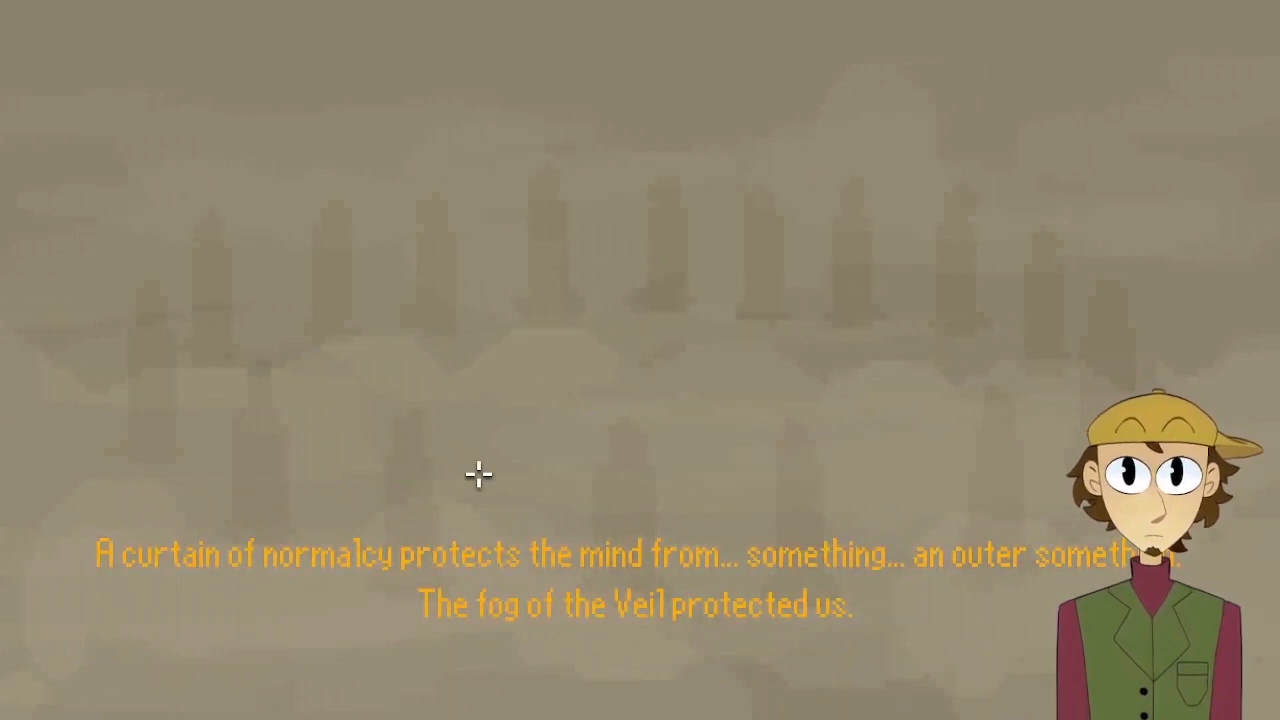 A curtain of normalcy protects the mind from... something... an outer
The fog of the Veil protected us.